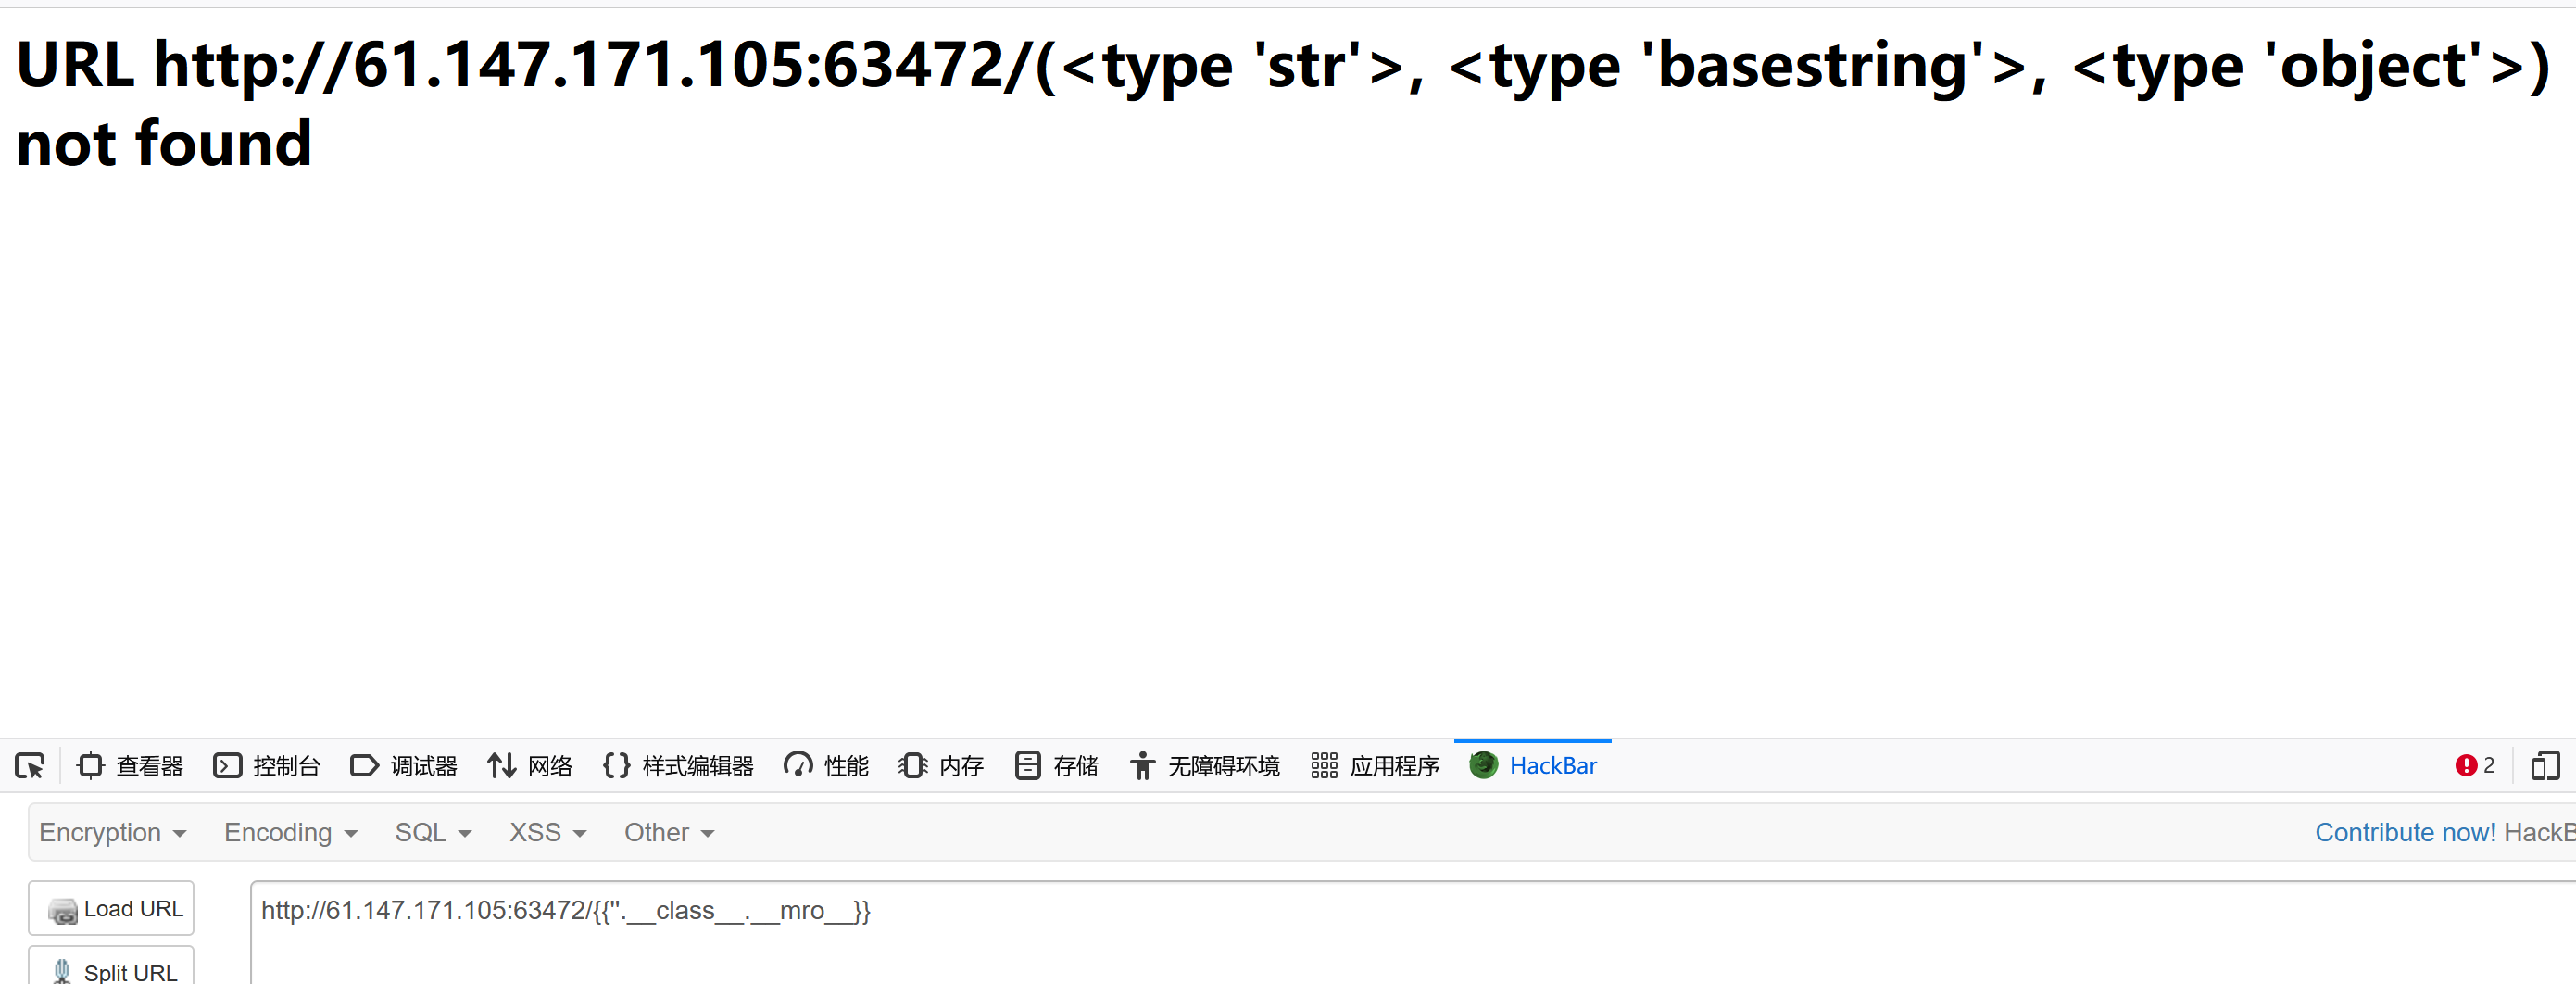 URL http://61.147.171.105:63472/(<type 'str'>, <type 'basestring'>, <type 'object'>)
not found
查看器 控制台 调试器 网络 样式编辑器 性能 内存 存储 无障碍环境 应用程序 HackBar 2
Encryption Encoding SQL XSS Other Contribute now! HackB
Load URL http://61.147.171.105:63472/{{''.__class__.__mro__}}
Split URL